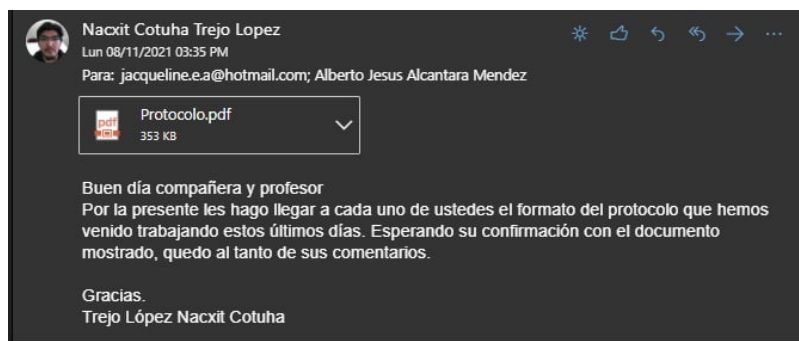 Nacxit Cotuha Trejo Lopez
Lun 08/11/2021 03:35 PM
Para: jacqueline.e.a@hotmail.com; Alberto Jesus Alcantara Mendez
pdf
Protocolo.pdf
353 KB
Buen día compañera y profesor
Por la presente les hago llegar a cada uno de ustedes el formato del protocolo que hemos
venido trabajando estos últimos días. Esperando su confirmación con el documento
mostrado, quedo al tanto de sus comentarios.
Gracias.
Trejo López Nacxit Cotuha